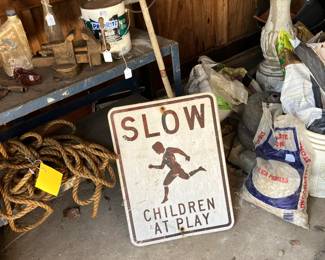 SLOW
CHILDREN
AT PLAY